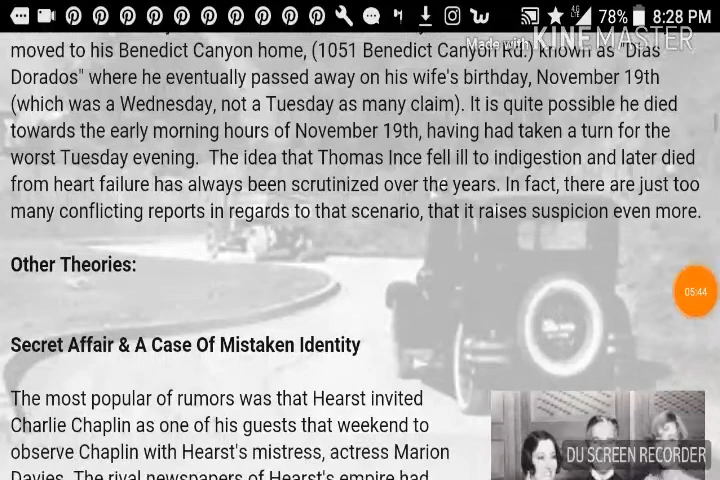 4G
LTE
78%
8:28 PM
Made with KINEMASTER
moved to his Benedict Canyon home, (1051 Benedict Canyon Rd.) known as "Dias
Dorados" where he eventually passed away on his wife's birthday, November 19th
(which was a Wednesday, not a Tuesday as many claim). It is quite possible he died
towards the early morning hours of November 19th, having had taken a turn for the
worst Tuesday evening. The idea that Thomas Ince fell ill to indigestion and later died
from heart failure has always been scrutinized over the years. In fact, there are just too
many conflicting reports in regards to that scenario, that it raises suspicion even more.
Other Theories:
05:44
Secret Affair & A Case Of Mistaken Identity
The most popular of rumors was that Hearst invited
Charlie Chaplin as one of his guests that weekend to
observe Chaplin with Hearst's mistress, actress Marion
DU SCREEN RECORDER
Davies. The rival newspapers of Hearst's empire had